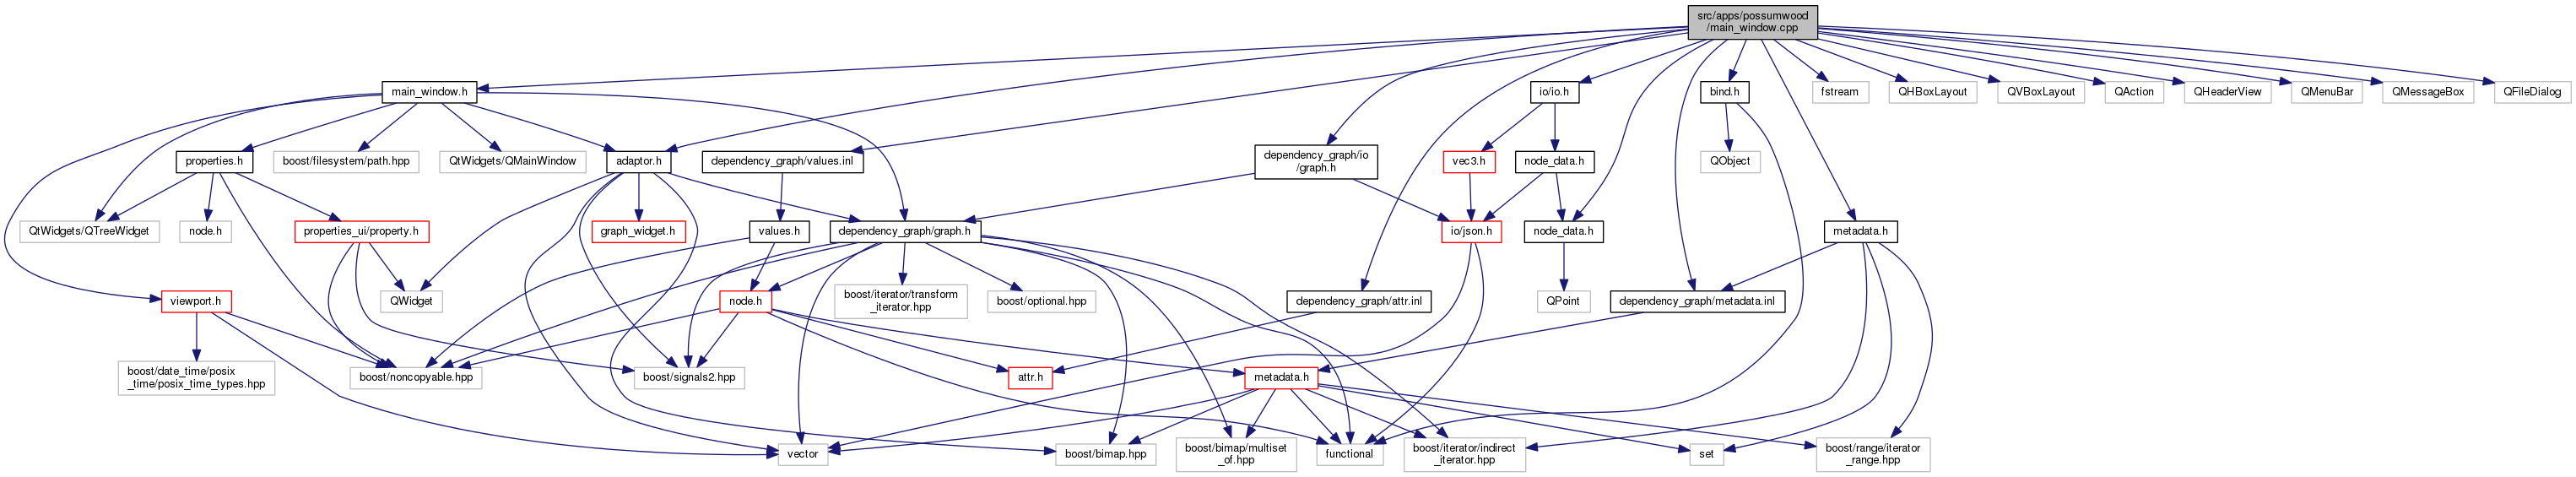 src/apps/possumwood
/main_window.cpp
main_window.h
io/io.h
bind.h
fstream
QHBoxLayout
QVBoxLayout
QAction
QHeaderView
QMenuBar
QMessageBox
QFileDialog
properties.h
boost/filesystem/path.hpp
QtWidgets/QMainWindow
adaptor.h
dependency_graph/values.inl
dependency_graph/io
/graph.h
vec3.h
node_data.h
QObject
QtWidgets/QTreeWidget
node.h
properties_ui/property.h
graph_widget.h
values.h
dependency_graph/graph.h
io/json.h
node_data.h
metadata.h
viewport.h
QWidget
node.h
boost/iterator/transform
_iterator.hpp
boost/optional.hpp
dependency_graph/attr.inl
QPoint
dependency_graph/metadata.inl
boost/date_time/posix
_time/posix_time_types.hpp
boost/noncopyable.hpp
boost/signals2.hpp
attr.h
metadata.h
vector
boost/bimap.hpp
boost/bimap/multiset
_of.hpp
functional
boost/iterator/indirect
_iterator.hpp
set
boost/range/iterator
_range.hpp